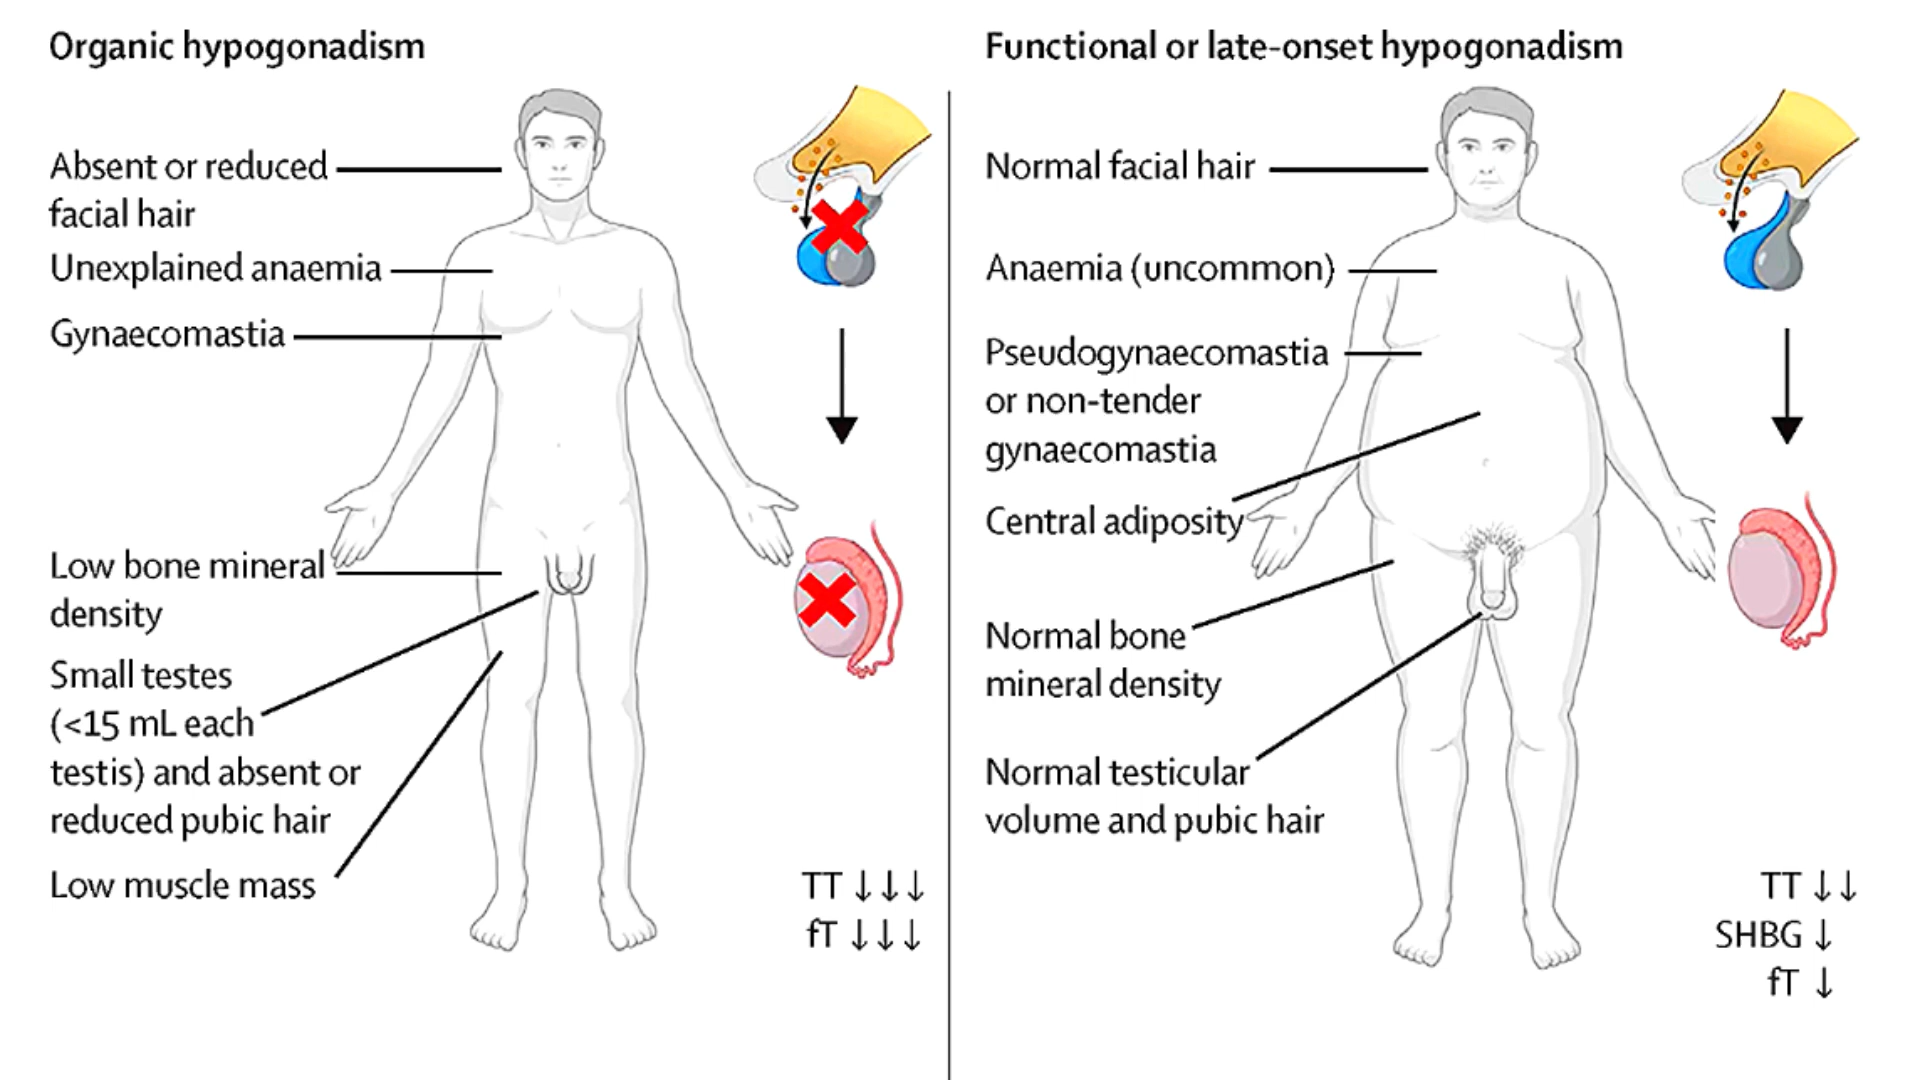 Organic hypogonadism
Absent or reduced
facial hair
Unexplained anaemia
Gynaecomastia
Low bone mineral
density
Small testes
(<15 mL each
testis) and absent or
reduced pubic hair
Low muscle mass
TT ↓↓↓
fT ↓↓↓
Functional or late-onset hypogonadism
Normal facial hair
Anaemia (uncommon)
Pseudogynaecomastia
or non-tender
gynaecomastia
Central adiposity
Normal bone
mineral density
Normal testicular
volume and pubic hair
TT ↓↓
SHBG ↓
fT ↓